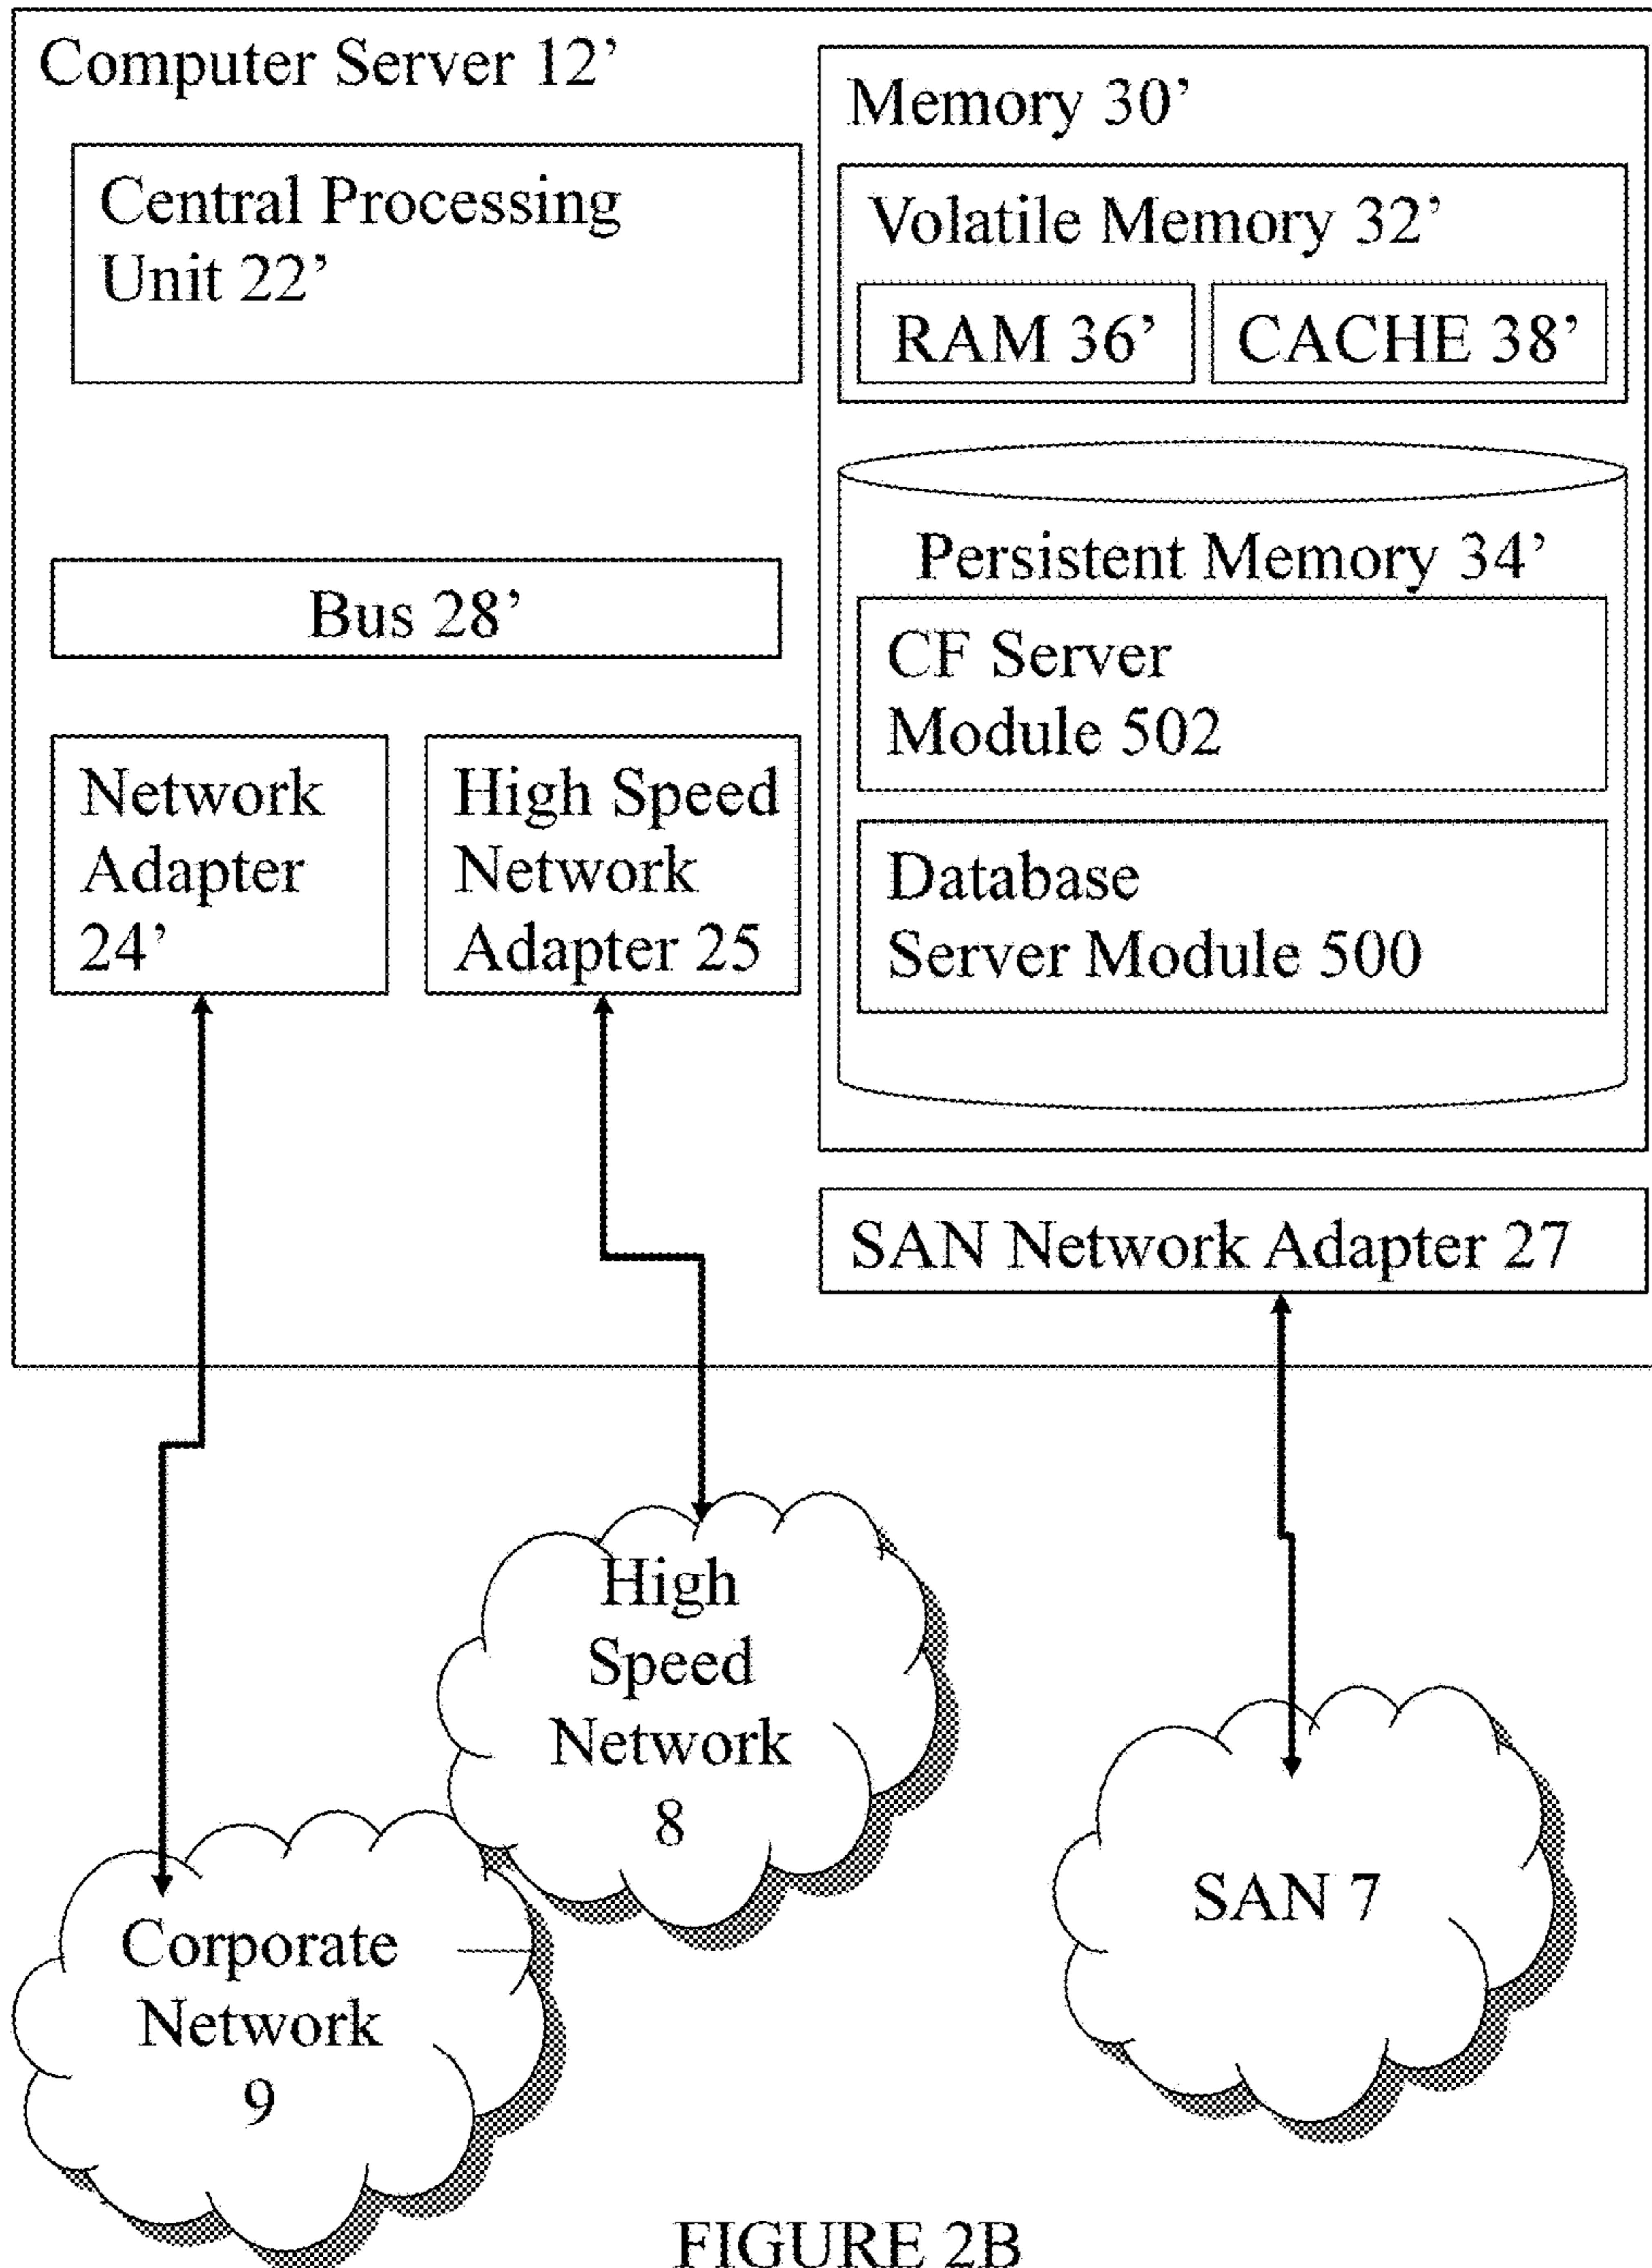 Computer Server 12’
Memory 30’
Central Processing
Unit 22’
Volatile Memory 32’
RAM 36’
CACHE 38’
Persistent Memory 34’
Bus 28’
CF Server
Module 502
Network
Adapter
24’
High Speed
Network
Adapter 25
Database
Server Module 500
SAN Network Adapter 27
High
Speed
Network
8
SAN 7
Corporate
Network
9
FIGURE 2B